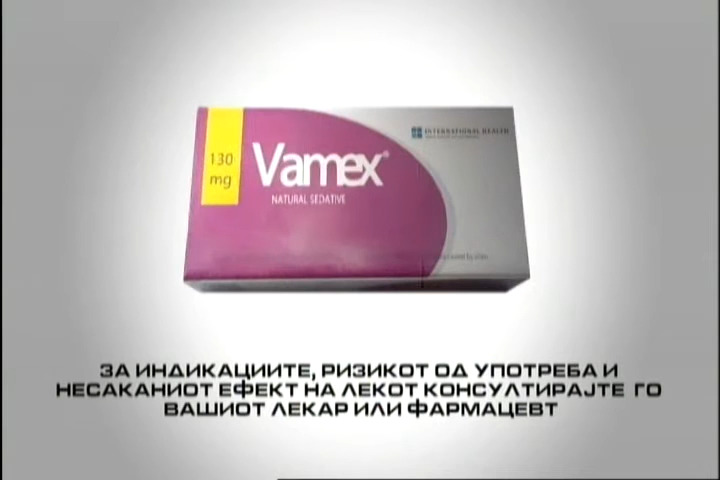 130
mg
Vamex®
NATURAL SEDATIVE
INTERNATIONAL HEALTH
ЗА ИНДИКАЦИИТЕ, РИЗИКОТ ОД УПОТРЕБА И
НЕСАКАНИОТ ЕФЕКТ НА ЛЕКОТ КОНСУЛТИРАЈТЕ ГО
ВАШИОТ ЛЕКАР ИЛИ ФАРМАЦЕВТ